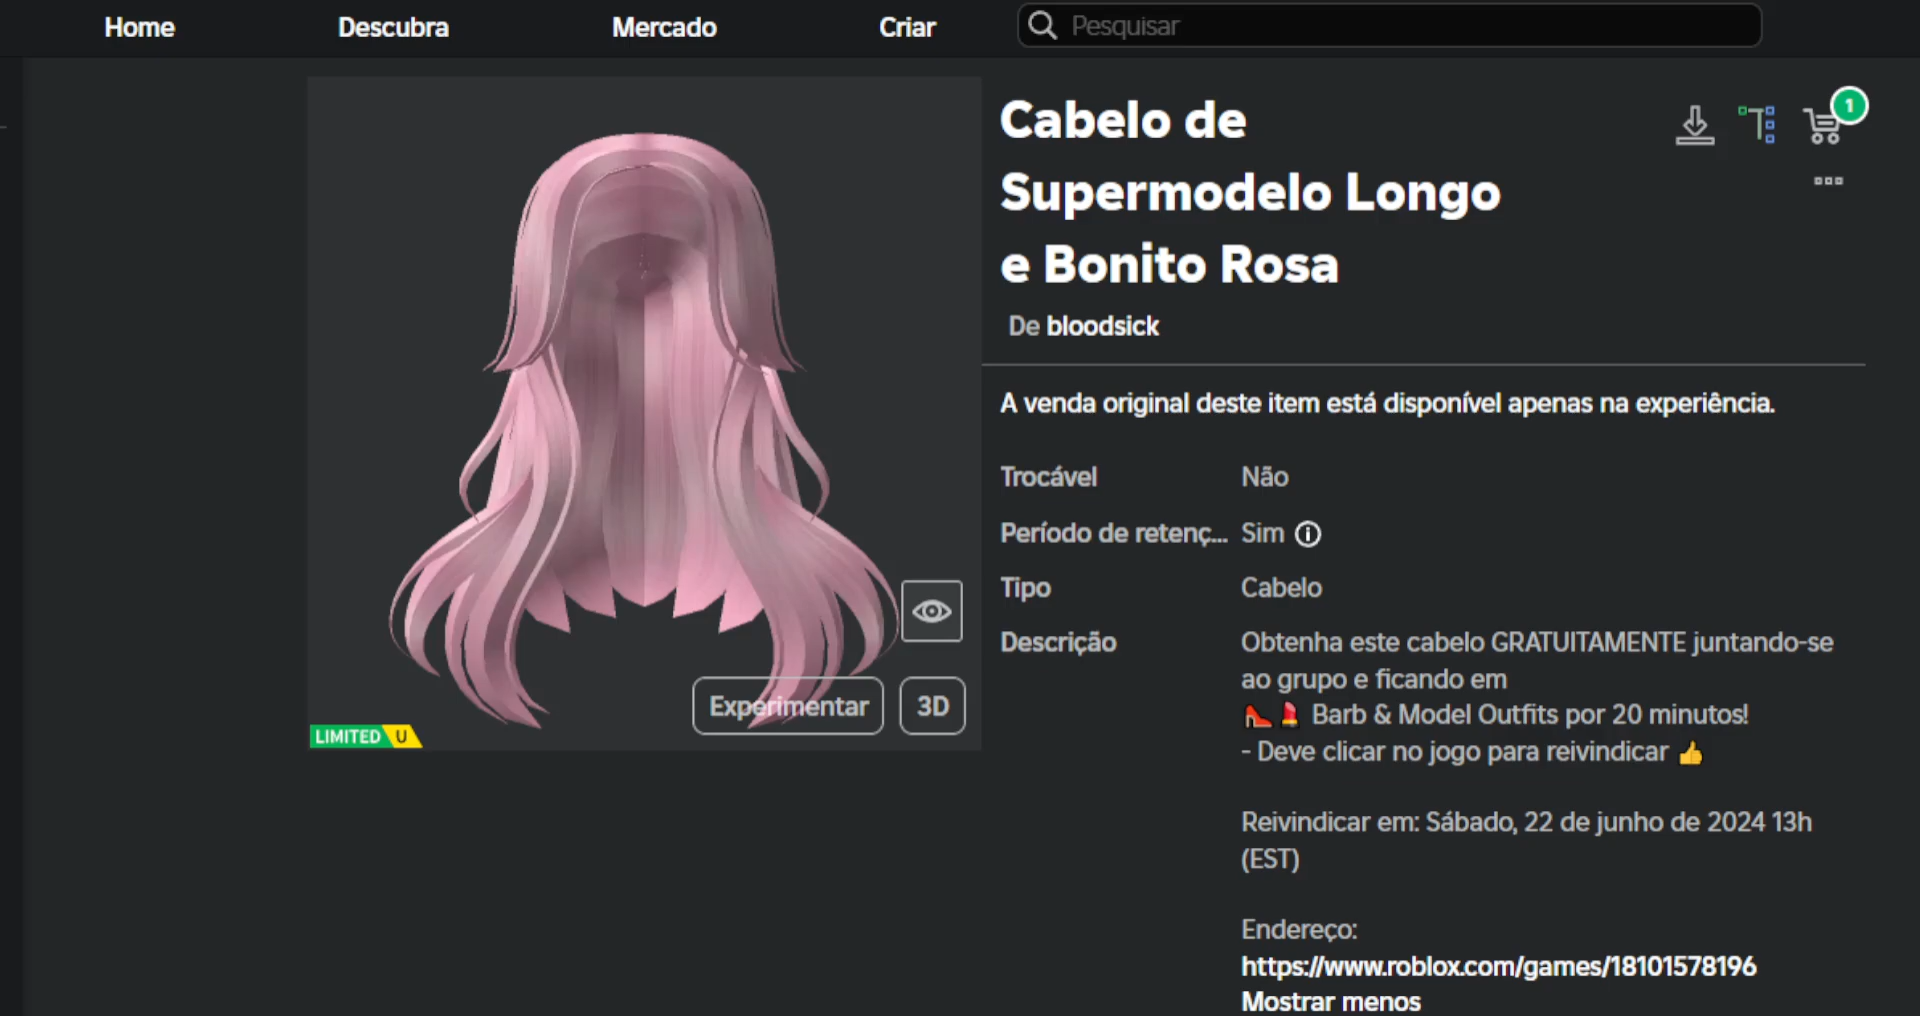 Home Descubra Mercado Criar Pesquisar
1
Cabelo de
Supermodelo Longo
e Bonito Rosa
De bloodsick
A venda original deste item está disponível apenas na experiência.
Trocável Não
Período de retenç... Sim
Tipo Cabelo
Descrição Obtenha este cabelo GRATUITAMENTE juntando-se
ao grupo e ficando em
👠💄 Barb & Model Outfits por 20 minutos!
- Deve clicar no jogo para reivindicar 👍
Reivindicar em: Sábado, 22 de junho de 2024 13h
(EST)
Endereço:
https://www.roblox.com/games/18101578196
Mostrar menos
Experimentar 3D
LIMITED U